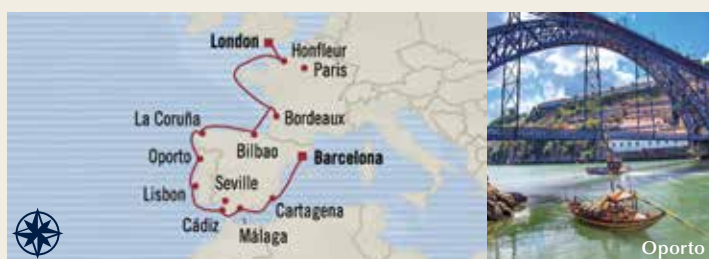 London
Honfleur
Paris
Bordeaux
La Coruña
Bilbao
Oporto
Barcelona
Seville
Lisbon
Cartagena
Cádiz
Málaga
Oporto